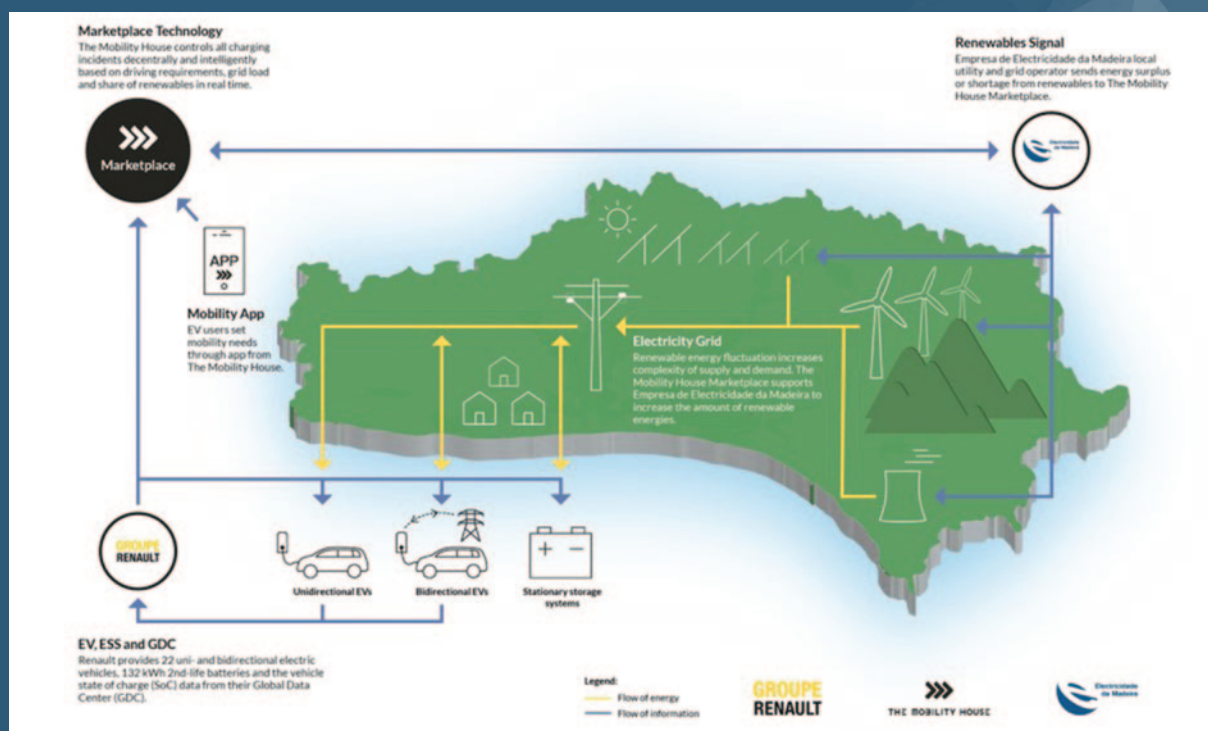 Marketplace Technology
The Mobility House controls all charging
incidents decentrally and intelligently
based on driving requirements, grid load
and share of renewables in real time.
Marketplace
APP
Mobility App
EV users set
mobility needs
through app from
The Mobility House.
Renewables Signal
Empresa de Electricidade da Madeira local
utility and grid operator sends energy surplus
or shortage from renewables to The Mobility
House Marketplace.
Electricidade
da Madeira
Electricity Grid
Renewable energy fluctuation increases
complexity of supply and demand. The
Mobility House Marketplace supports
Empresa de Electricidade da Madeira to
increase the amount of renewable
energies.
GROUPE
RENAULT
Unidirectional EVs
Bidirectional EVs
Stationary storage
systems
EV, ESS and GDC
Renault provides 22 uni- and bidirectional electric
vehicles, 132 kWh 2nd-life batteries and the vehicle
state of charge (SoC) data from their Global Data
Center (GDC).
Legend:
Flow of energy
Flow of information
GROUPE
RENAULT
THE MOBILITY HOUSE
Electricidade
da Madeira